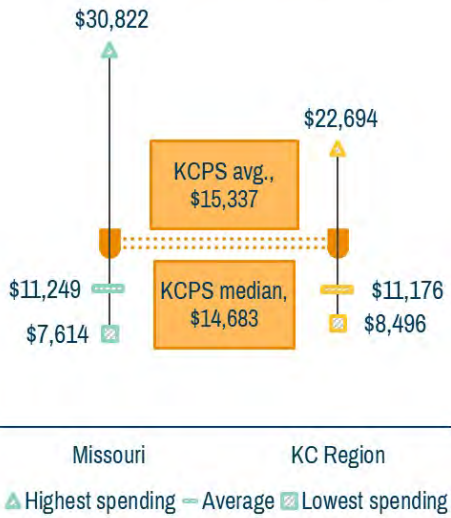 $30,822
$22,694
KCPS avg.,
$15,337
KCPS median,
$14,683
$11,249
$11,176
$7,614
$8,496
Missouri
KC Region
Highest spending
Average
Lowest spending